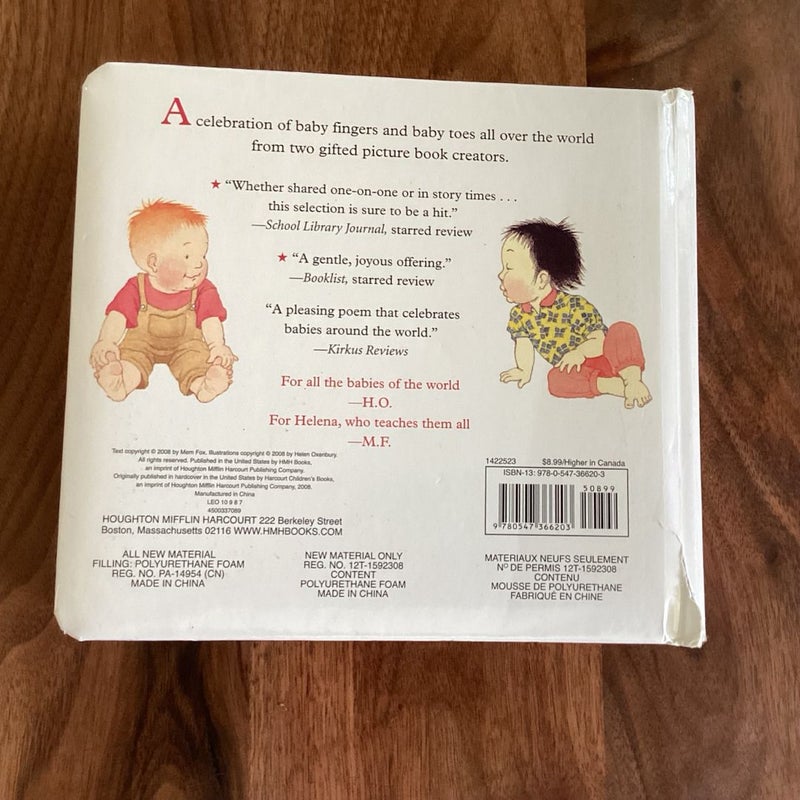 A celebration of baby fingers and baby toes all over the world
from two gifted picture book creators.
★ “Whether shared one-on-one or in story times . . .
this selection is sure to be a hit.”
—School Library Journal, starred review
★ “A gentle, joyous offering.”
—Booklist, starred review
“A pleasing poem that celebrates
babies around the world.”
—Kirkus Reviews
For all the babies of the world
—H.O.
For Helena, who teaches them all
—M.F.
Text copyright © 2008 by Mem Fox, Illustrations copyright © 2008 by Helen Oxenbury.
All rights reserved. Published in the United States by HMH Books,
an imprint of Houghton Mifflin Harcourt Publishing Company.
Originally published in hardcover in the United States by Harcourt Children's Books,
an imprint of Houghton Mifflin Harcourt Publishing Company, 2008.
Manufactured in China
LEO 10 9 8 7
4500337089
HOUGHTON MIFFLIN HARCOURT 222 Berkeley Street
Boston, Massachusetts 02116 WWW.HMHBOOKS.COM
1422523 $8.99/Higher in Canada
ISBN-13: 978-0-547-36620-3
50899
9 780547 366203
ALL NEW MATERIAL
FILLING: POLYURETHANE FOAM
REG. NO. PA-14954 (CN)
MADE IN CHINA
NEW MATERIAL ONLY
REG. NO. 12T-1592308
CONTENT
POLYURETHANE FOAM
MADE IN CHINA
MATERIAUX NEUFS SEULEMENT
Nº DE PERMIS 12T-1592308
CONTENU
MOUSSE DE POLYURETHANE
FABRIQUÉ EN CHINE